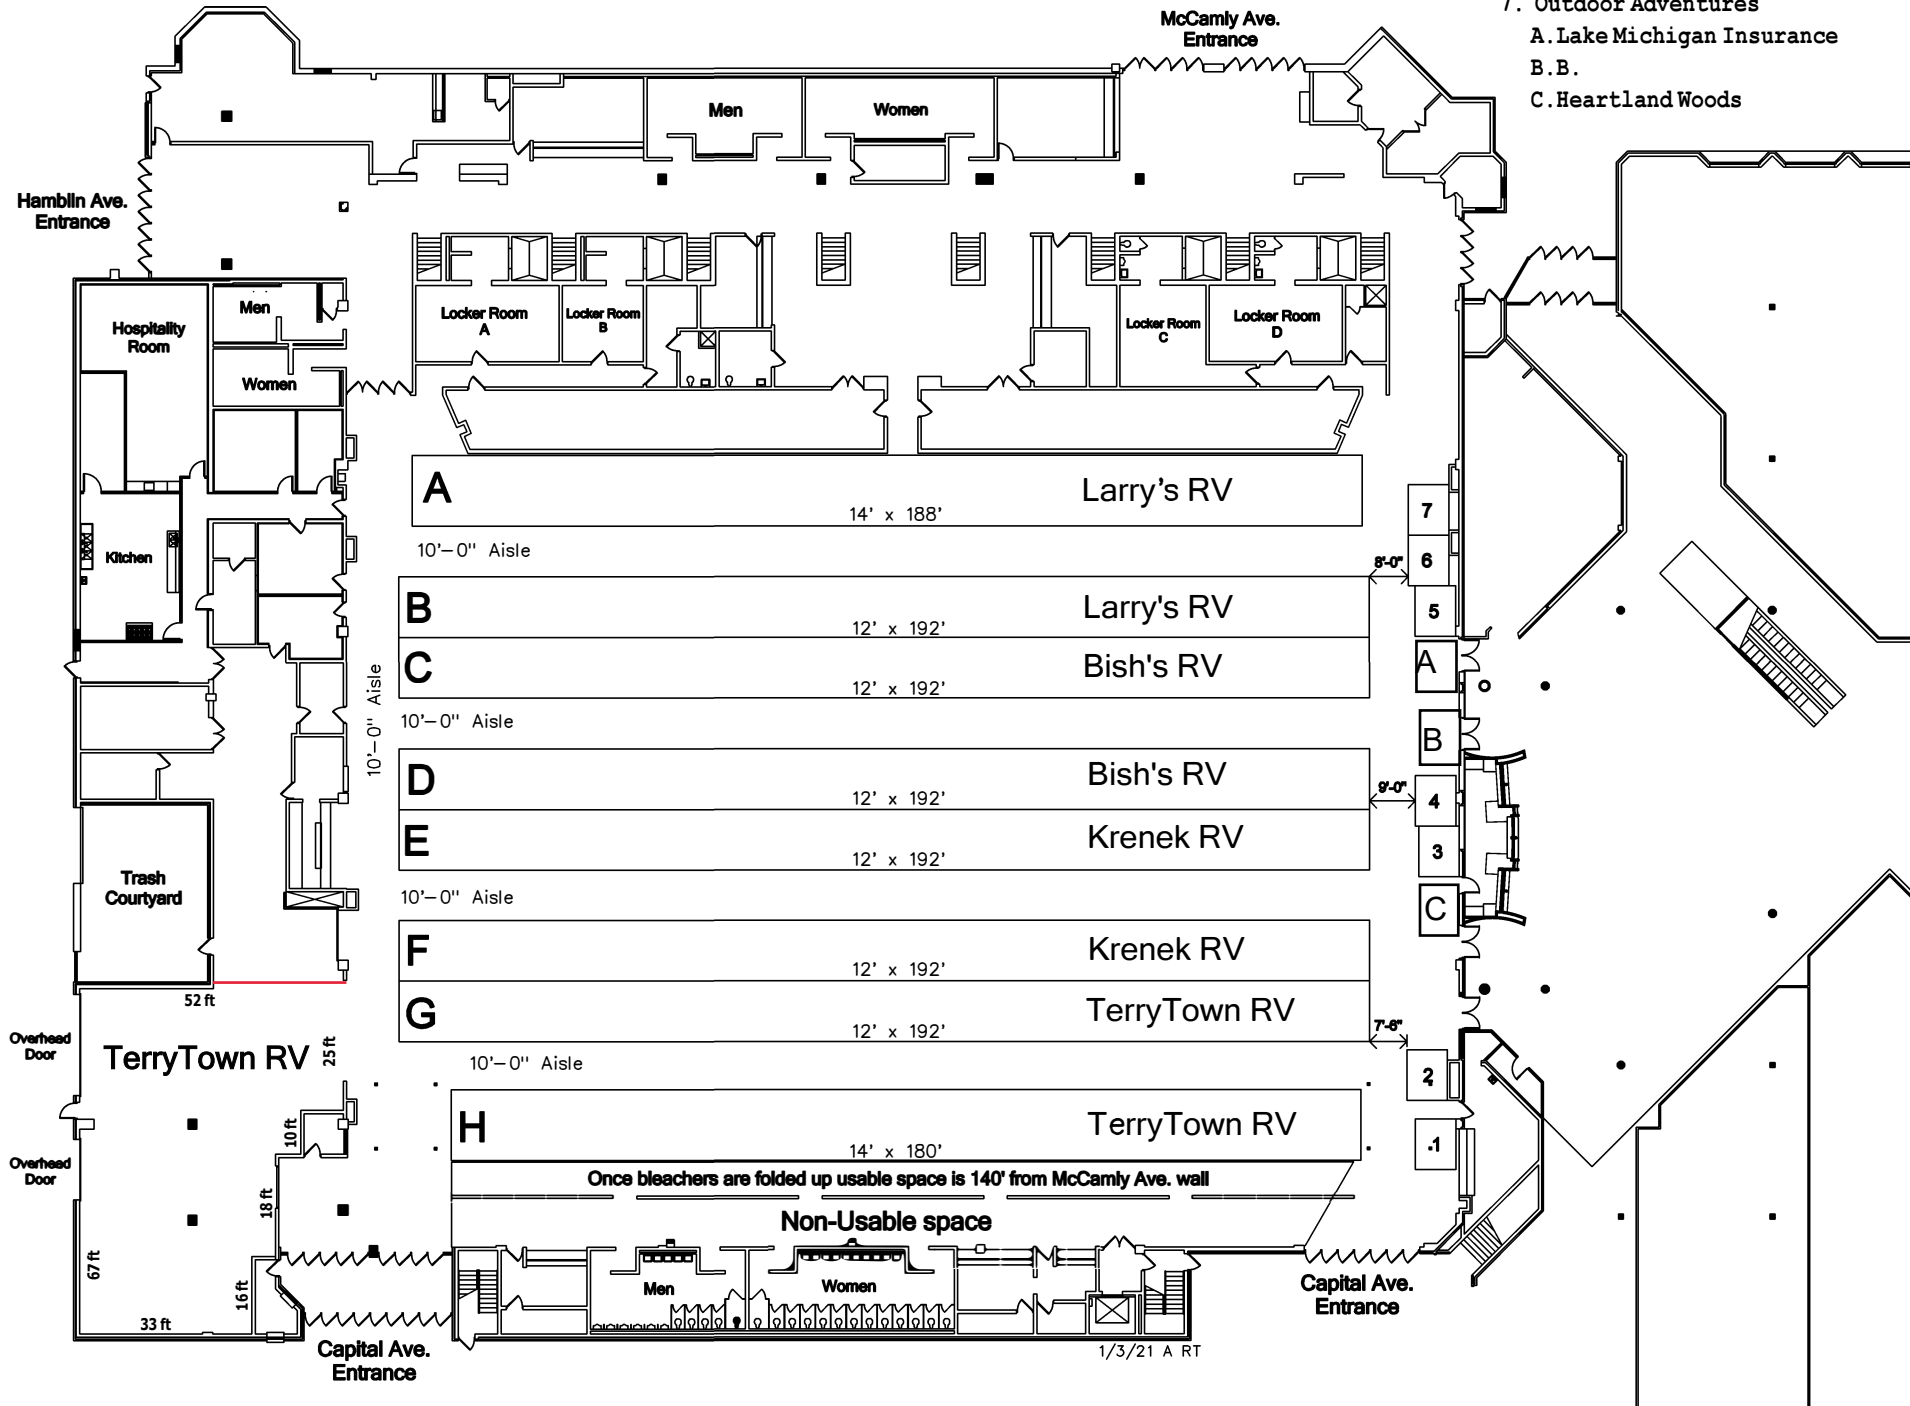 7. Outdoor Adventures
A.Lake Michigan Insurance
B.B.
C.Heartland Woods
McCamly Ave.
Entrance
Men
Women
Hamblin Ave.
Entrance
Men
Hospitality
Room
Women
Locker Room
A
Locker Room
B
Locker Room
C
Locker Room
D
A
Larry's RV
14' x 188'
7
10'-0" Aisle
Kitchen
6
8'-0"
B
Larry's RV
12' x 192'
5
C
Bish's RV
12' x 192'
A
10'-0" Aisle
10'-0" Aisle
B
D
Bish's RV
12' x 192'
9'-0"
4
E
Krenek RV
12' x 192'
3
Trash
Courtyard
10'-0" Aisle
C
F
Krenek RV
12' x 192'
52 ft
G
TerryTown RV
12' x 192'
7'-6"
Overhead
Door
TerryTown RV
25 ft
10'-0" Aisle
2
H
TerryTown RV
14' x 180'
.1
10 ft
Overhead
Door
Once bleachers are folded up usable space is 140' from McCamly Ave. wall
18 ft
Non-Usable space
67 ft
16 ft
33 ft
Men
Women
Capital Ave.
Entrance
Capital Ave.
Entrance
1/3/21 A RT